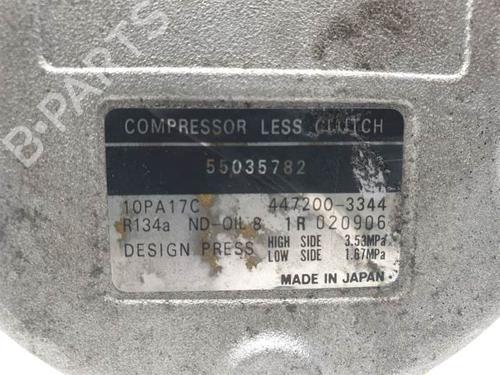 B-PARTS
COMPRESSOR LESS CLUTCH
55035782
10PA17C 447200-3344
R134a ND-OIL 8 1R 020906
DESIGN PRESS HIGH SIDE 3.53MPa
LOW SIDE 1.67MPa
MADE IN JAPAN
B-PARTS